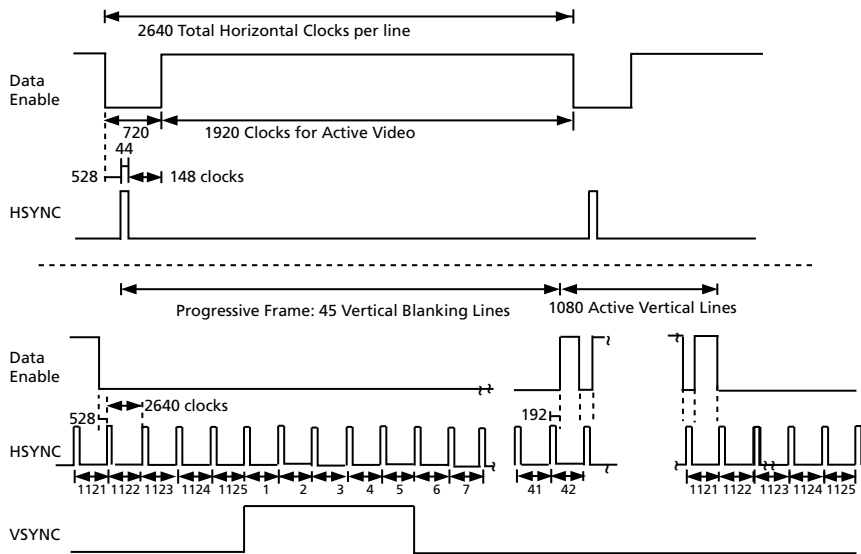 2640 Total Horizontal Clocks per line
Data
Enable
720
1920 Clocks for Active Video
44
528
148 clocks
HSYNC
Progressive Frame: 45 Vertical Blanking Lines
1080 Active Vertical Lines
Data
Enable
528
2640 clocks
192
HSYNC
1121 1122 1123 1124 1125 1 2 3 4 5 6 7 41 42 1121 1122 1123 1124 1125
VSYNC